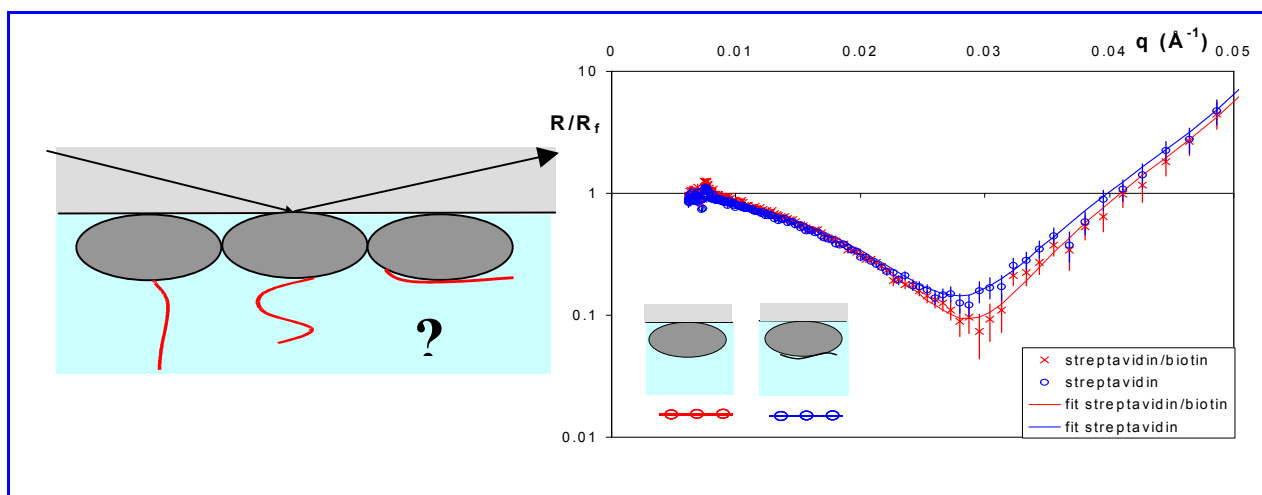 ?
q (Å-1)
0 0.01 0.02 0.03 0.04 0.05
R/Rf
10
1
0.1
0.01
streptavidin/biotin
streptavidin
fit streptavidin/biotin
fit streptavidin